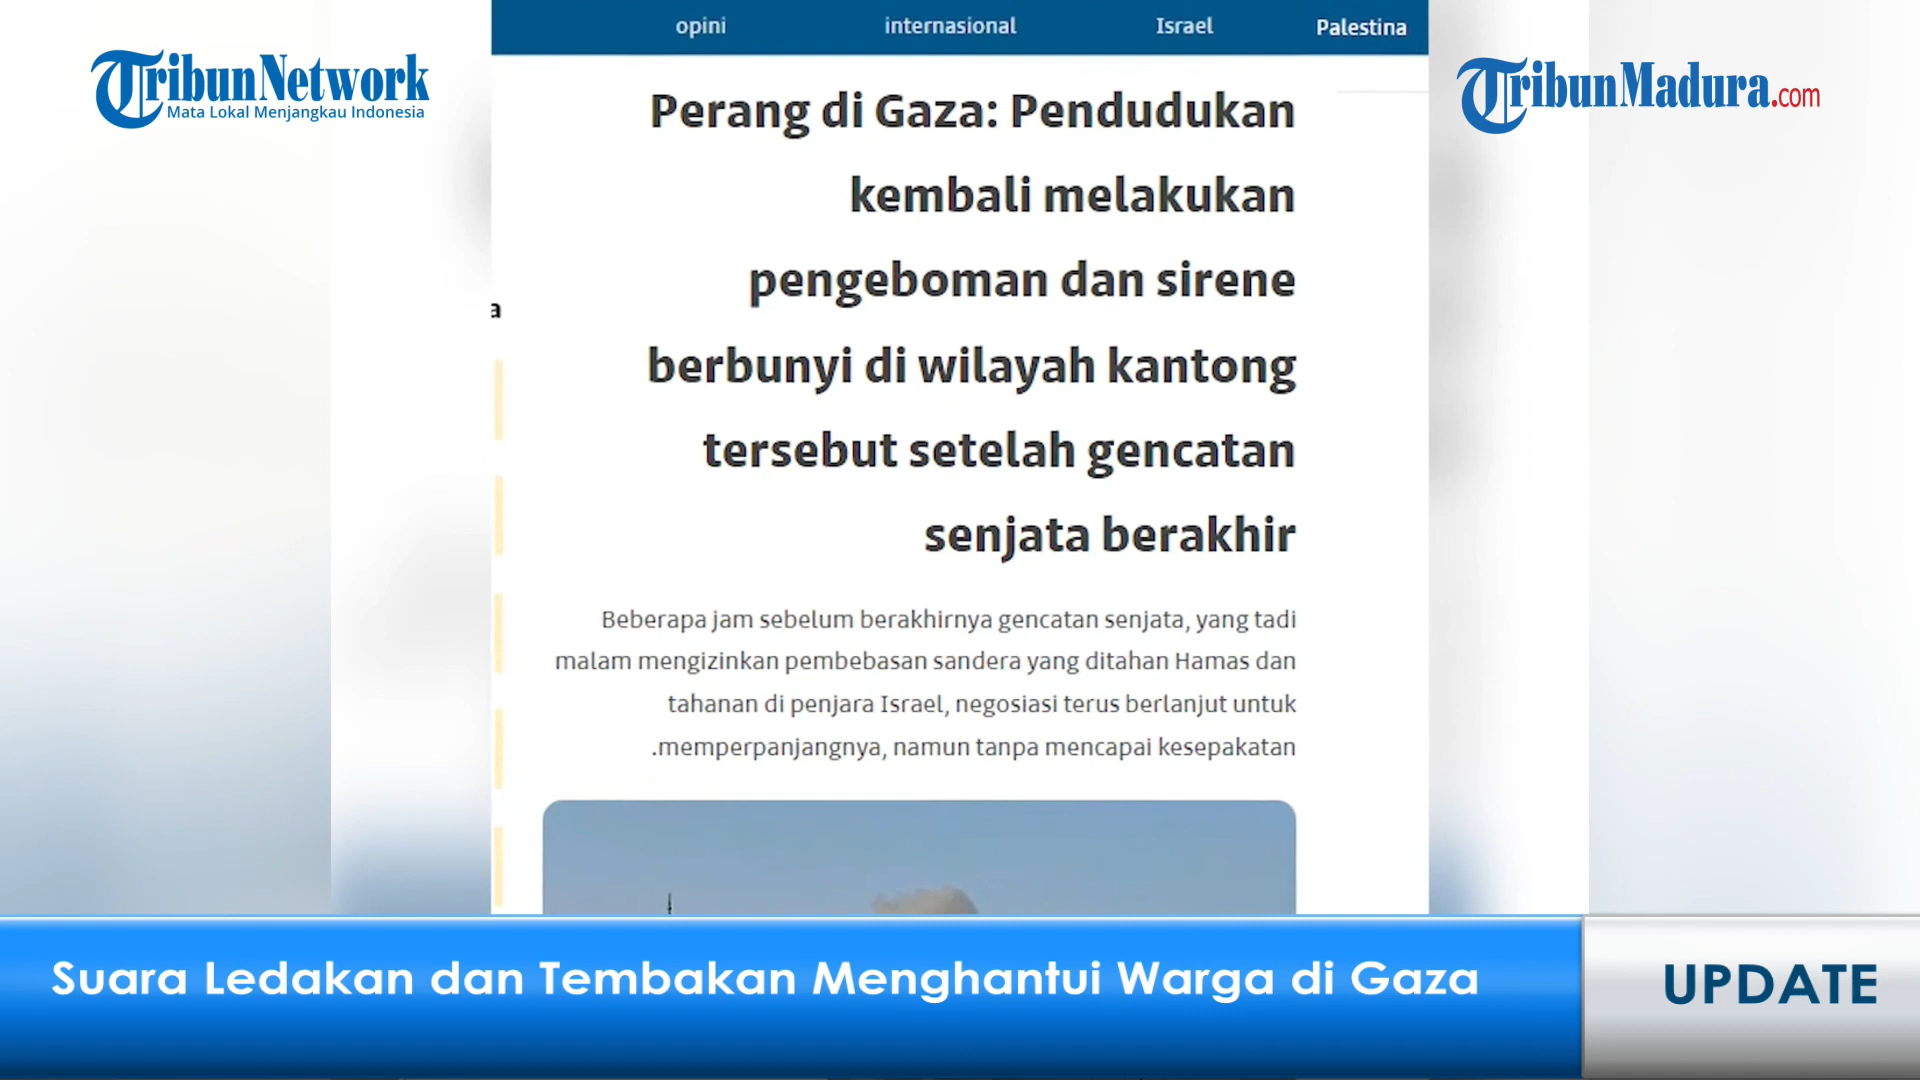 TribunNetwork
Mata Lokal Menjangkau Indonesia
opini internasional Israel Palestina
TribunMadura.com
Perang di Gaza: Pendudukan
kembali melakukan
pengeboman dan sirene
a
berbunyi di wilayah kantong
tersebut setelah gencatan
senjata berakhir
Beberapa jam sebelum berakhirnya gencatan senjata, yang tadi
malam mengizinkan pembebasan sandera yang ditahan Hamas dan
tahanan di penjara Israel, negosiasi terus berlanjut untuk
.memperpanjangnya, namun tanpa mencapai kesepakatan
Suara Ledakan dan Tembakan Menghantui Warga di Gaza
UPDATE